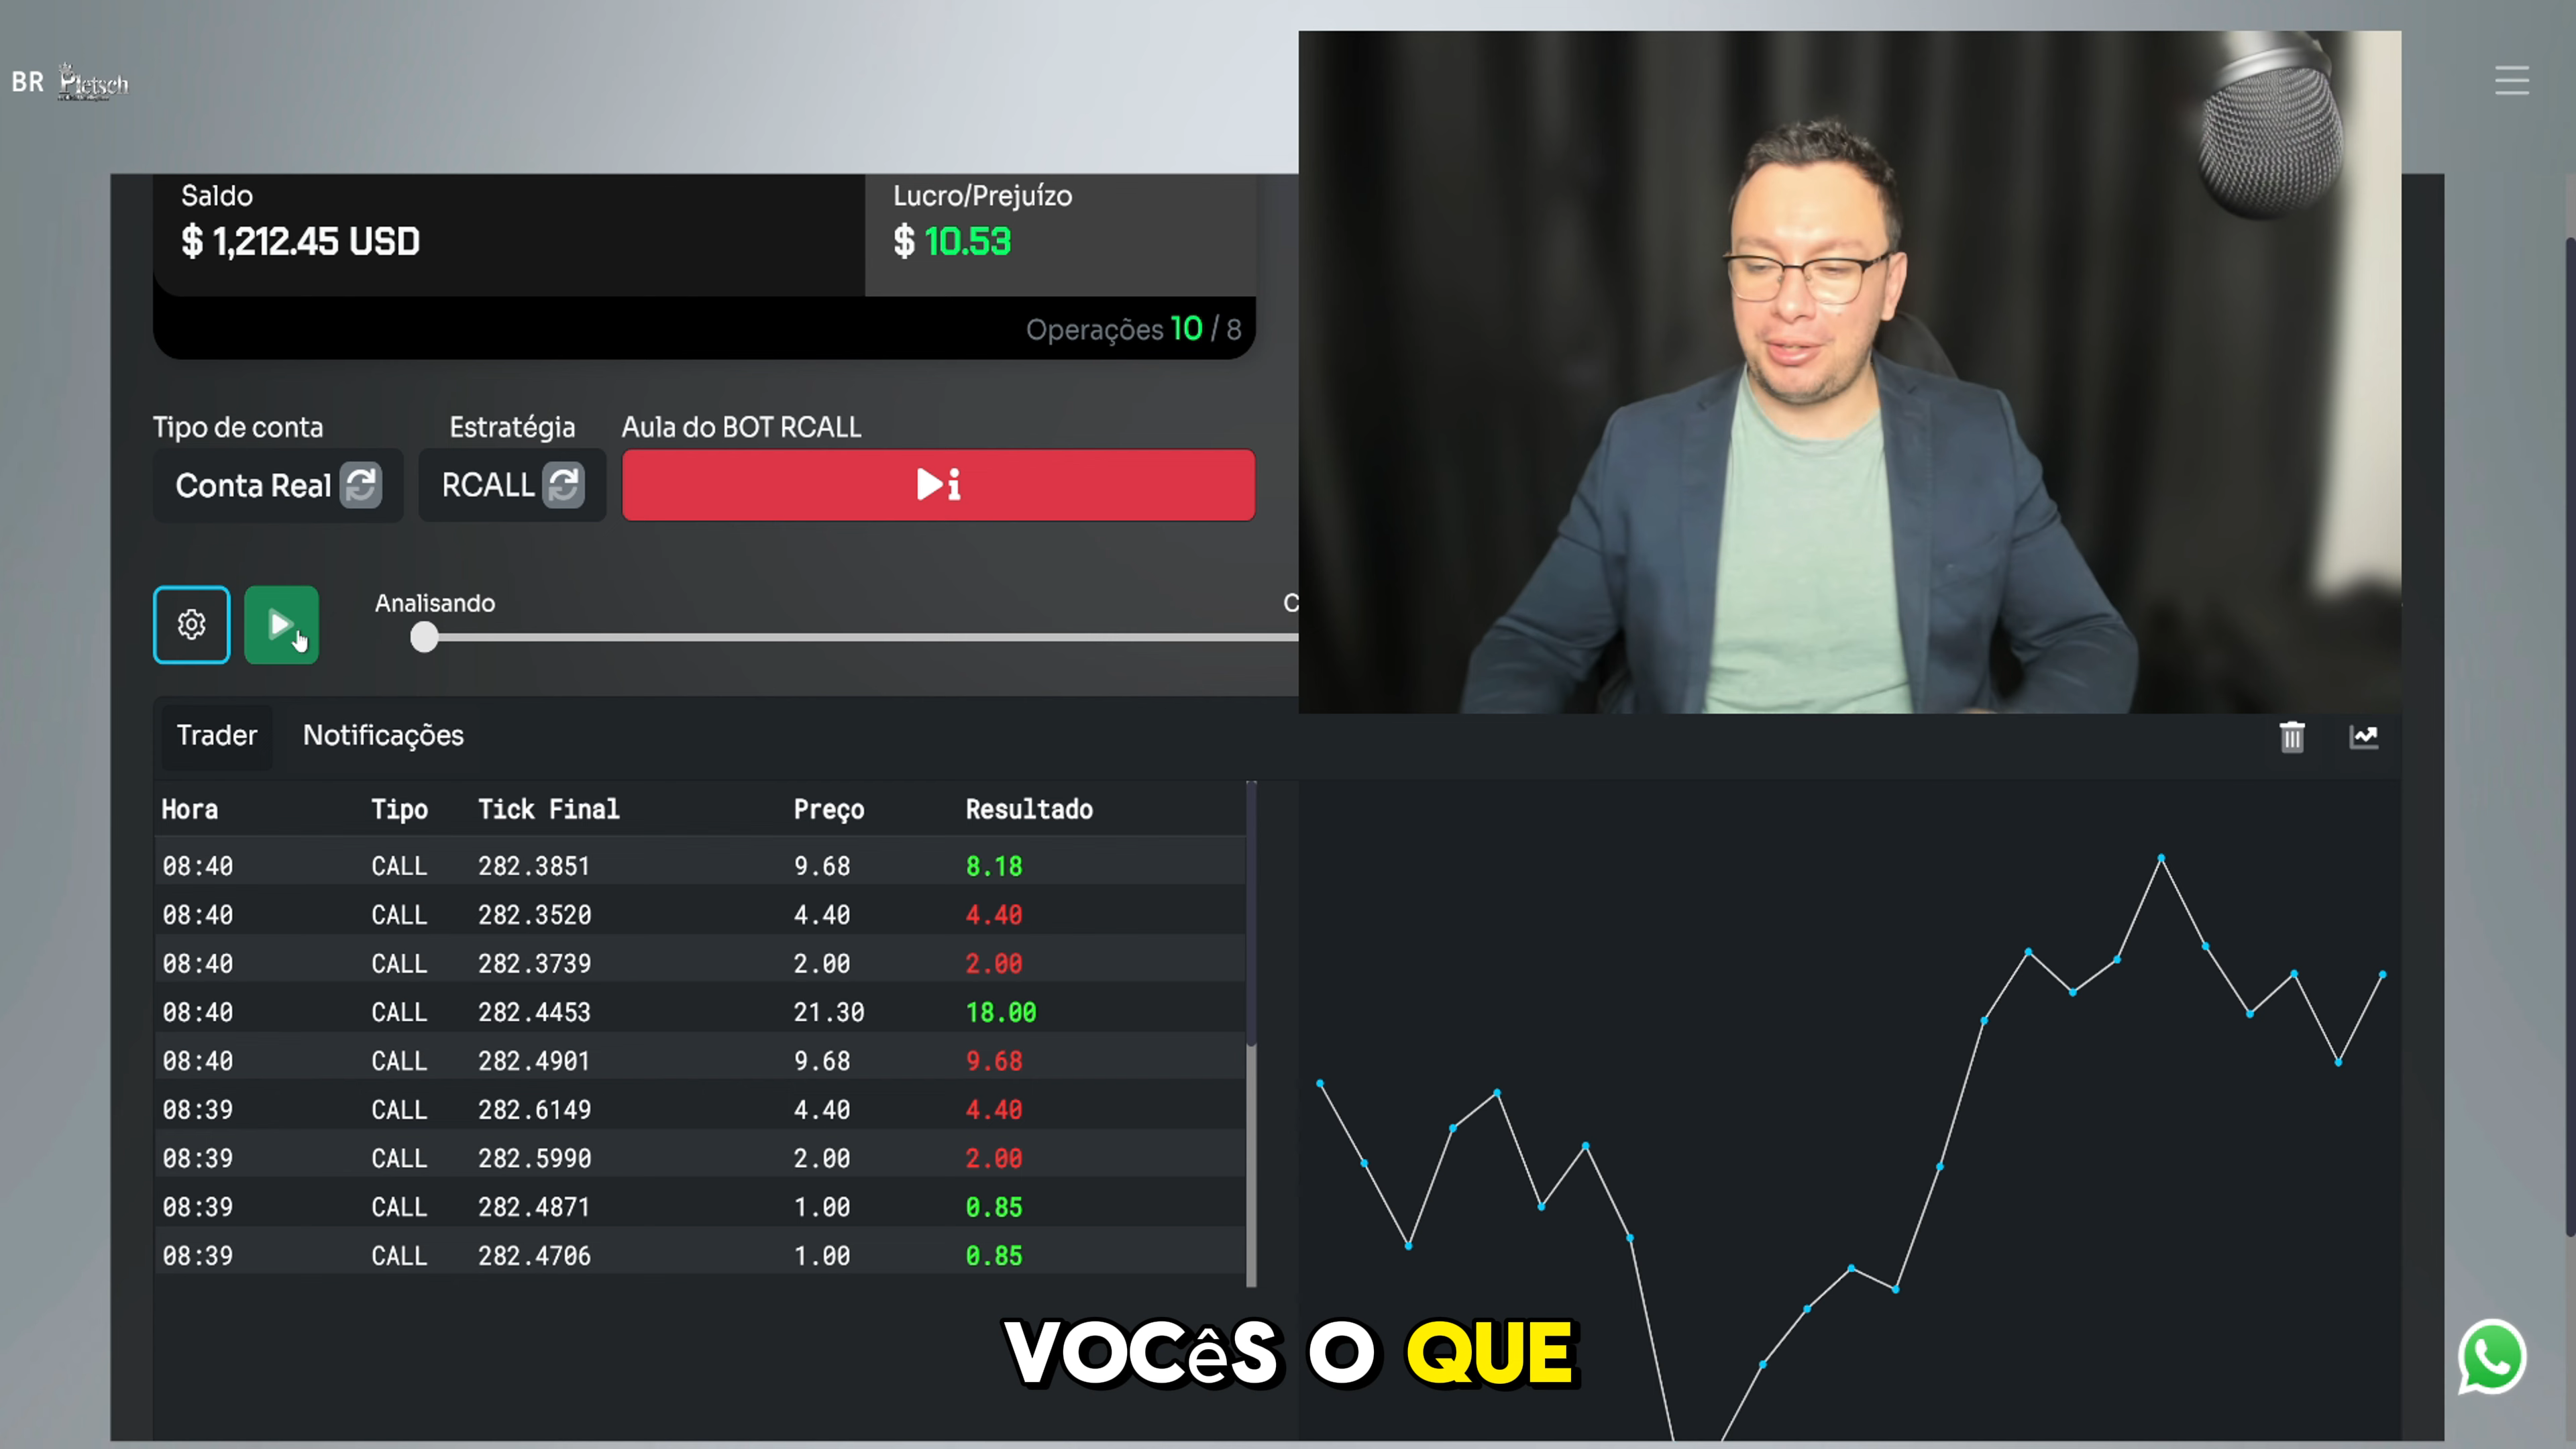 BR Pletsch
Saldo
$ 1,212.45 USD
Lucro/Prejuízo
$ 10.53
Operações 10 / 8
Tipo de conta
Conta Real
Estratégia
RCALL
Aula do BOT RCALL
Analisando
C
Trader Notificações
Hora Tipo Tick Final Preço Resultado
08:40 CALL 282.3851 9.68 8.18
08:40 CALL 282.3520 4.40 4.40
08:40 CALL 282.3739 2.00 2.00
08:40 CALL 282.4453 21.30 18.00
08:40 CALL 282.4901 9.68 9.68
08:39 CALL 282.6149 4.40 4.40
08:39 CALL 282.5990 2.00 2.00
08:39 CALL 282.4871 1.00 0.85
08:39 CALL 282.4706 1.00 0.85
VOCêS O QUE